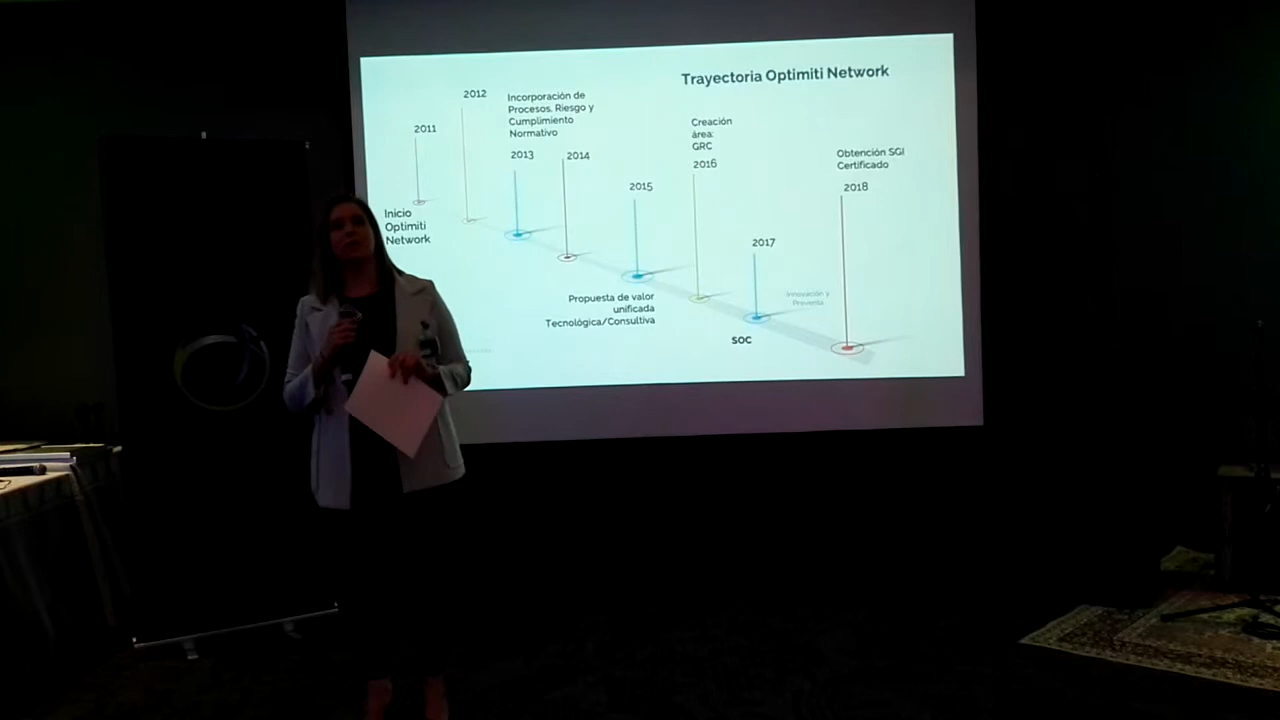 Trayectoria Optimiti Network
2011
Inicio
Optimiti
Network
2012
Incorporación de
Procesos, Riesgo y
Cumplimiento
Normativo
2013
2014
2015
Propuesta de valor
unificada
Tecnológica/Consultiva
Creación
área:
GRC
2016
2017
SOC
Innovación y
Preventa
Obtención SGI
Certificado
2018